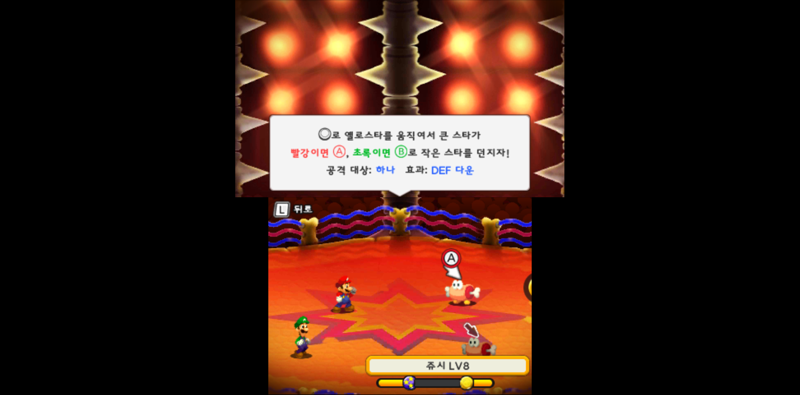 로 옐로스타를 움직여서 큰 스타가
빨강이면 Ⓐ, 초록이면 Ⓑ로 작은 스타를 던지자!
공격 대상: 하나 효과: DEF 다운
L 뒤로
A
쥬시 LV8